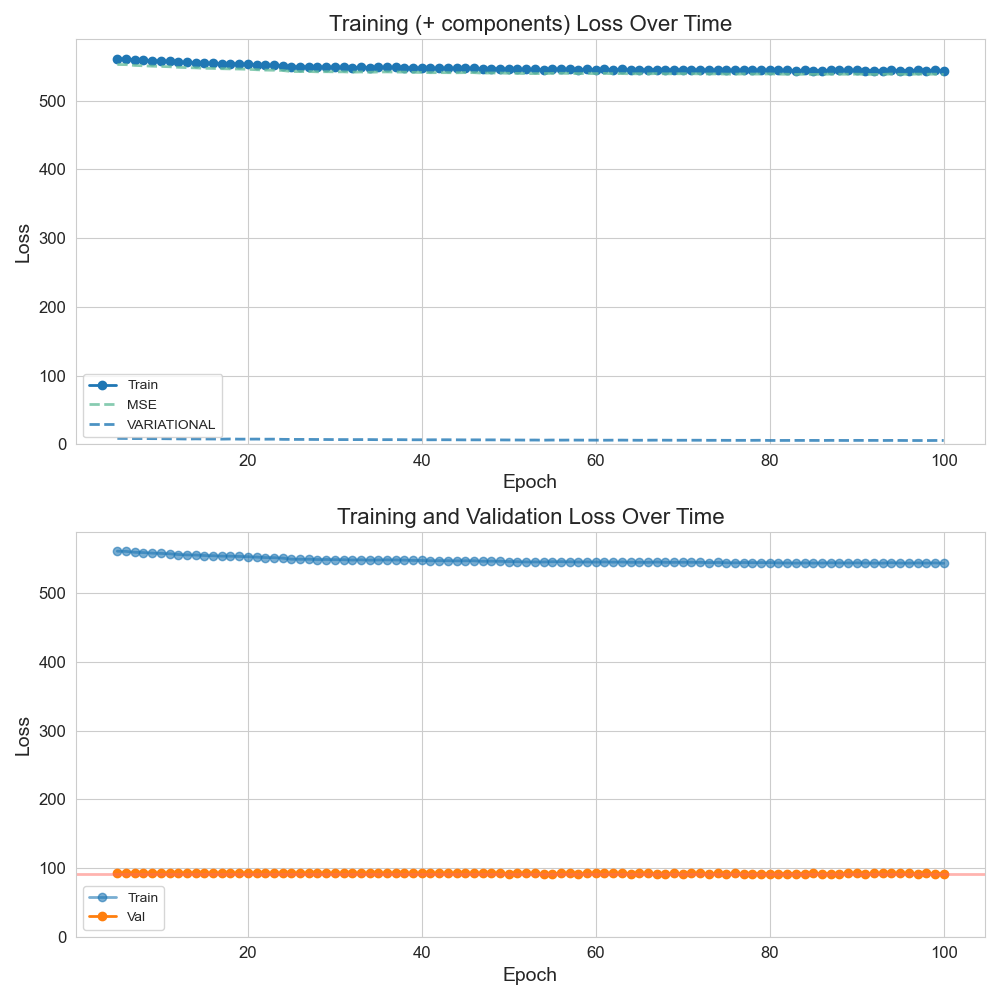 Training (+ components) Loss Over Time
500
400
300
200
100
0
Loss
Train
MSE
VARIATIONAL
20 40 60 80 100
Epoch
Training and Validation Loss Over Time
500
400
300
200
100
0
Loss
Train
Val
20 40 60 80 100
Epoch